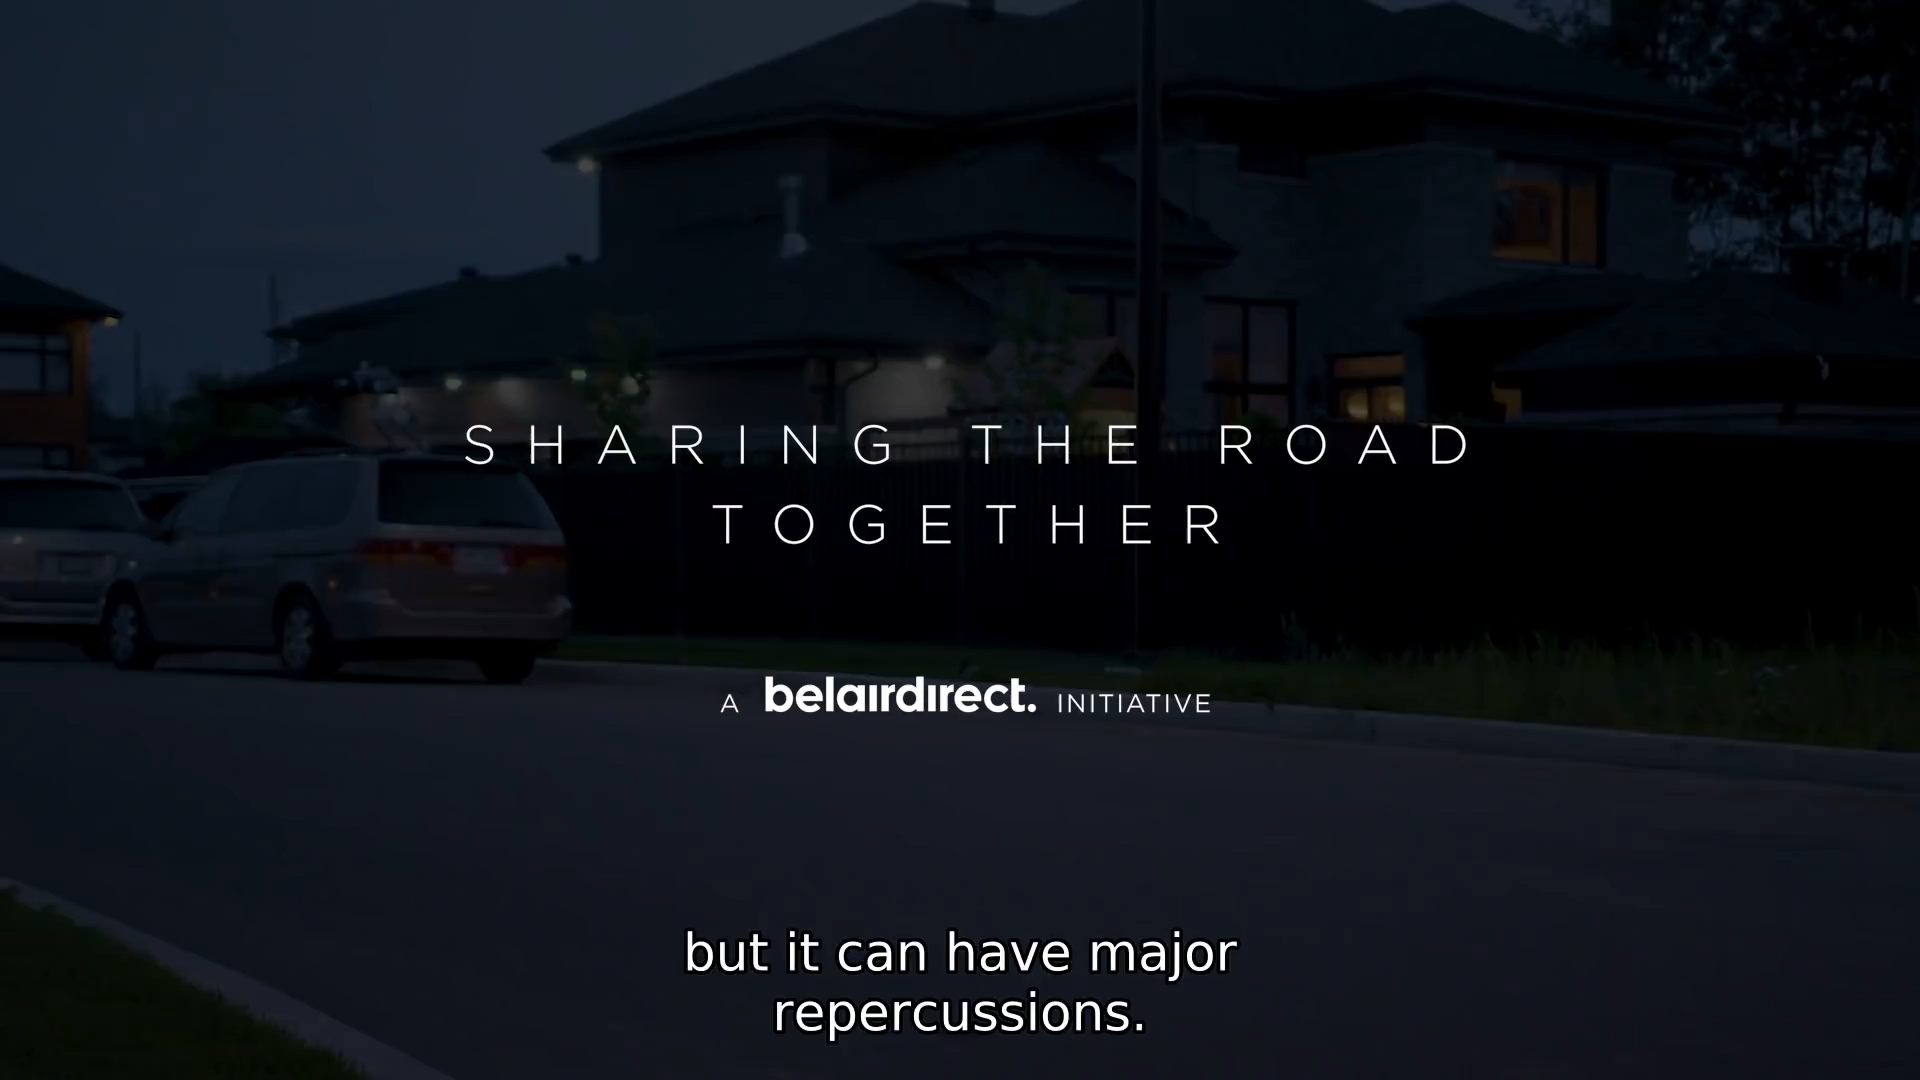 SHARING THE ROAD
TOGETHER
A belairdirect. INITIATIVE
but it can have major
repercussions.